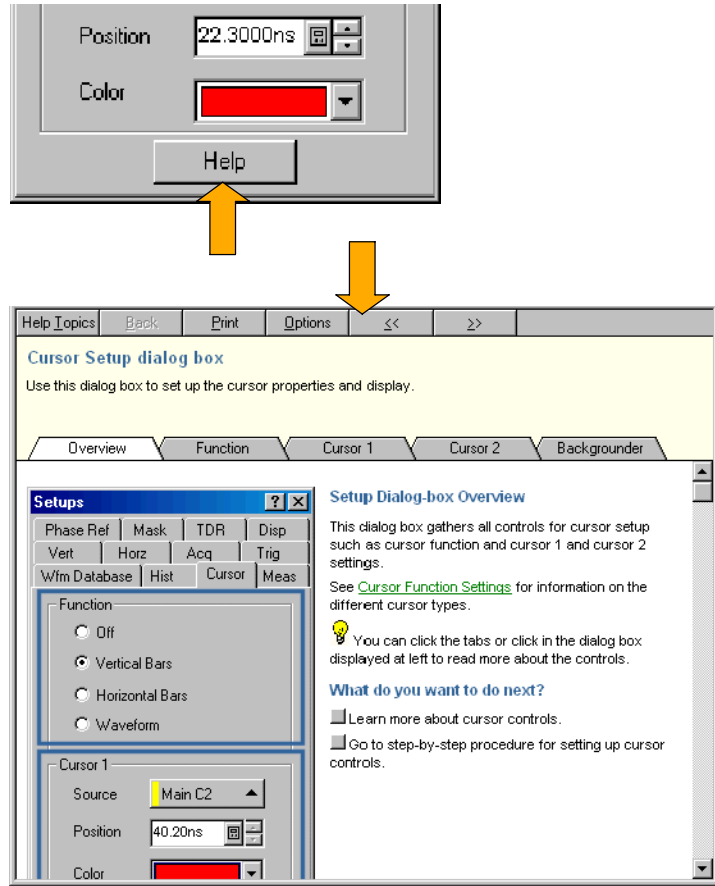 Position 22.3000ns
Color
Help
Help Topics Back Print Options << >>
Cursor Setup dialog box
Use this dialog box to set up the cursor properties and display.
Overview Function Cursor 1 Cursor 2 Backgrounder
Setups ? X
Phase Ref Mask TDR Disp
Vert Horz Acq Trig
Wfm Database Hist Cursor Meas
Function
Off
Vertical Bars
Horizontal Bars
Waveform
Cursor 1
Source Main C2
Position 40.20ns
Color
Setup Dialog-box Overview
This dialog box gathers all controls for cursor setup
such as cursor function and cursor 1 and cursor 2
settings.
See Cursor Function Settings for information on the
different cursor types.
You can click the tabs or click in the dialog box
displayed at left to read more about the controls.
What do you want to do next?
Learn more about cursor controls.
Go to step-by-step procedure for setting up cursor
controls.